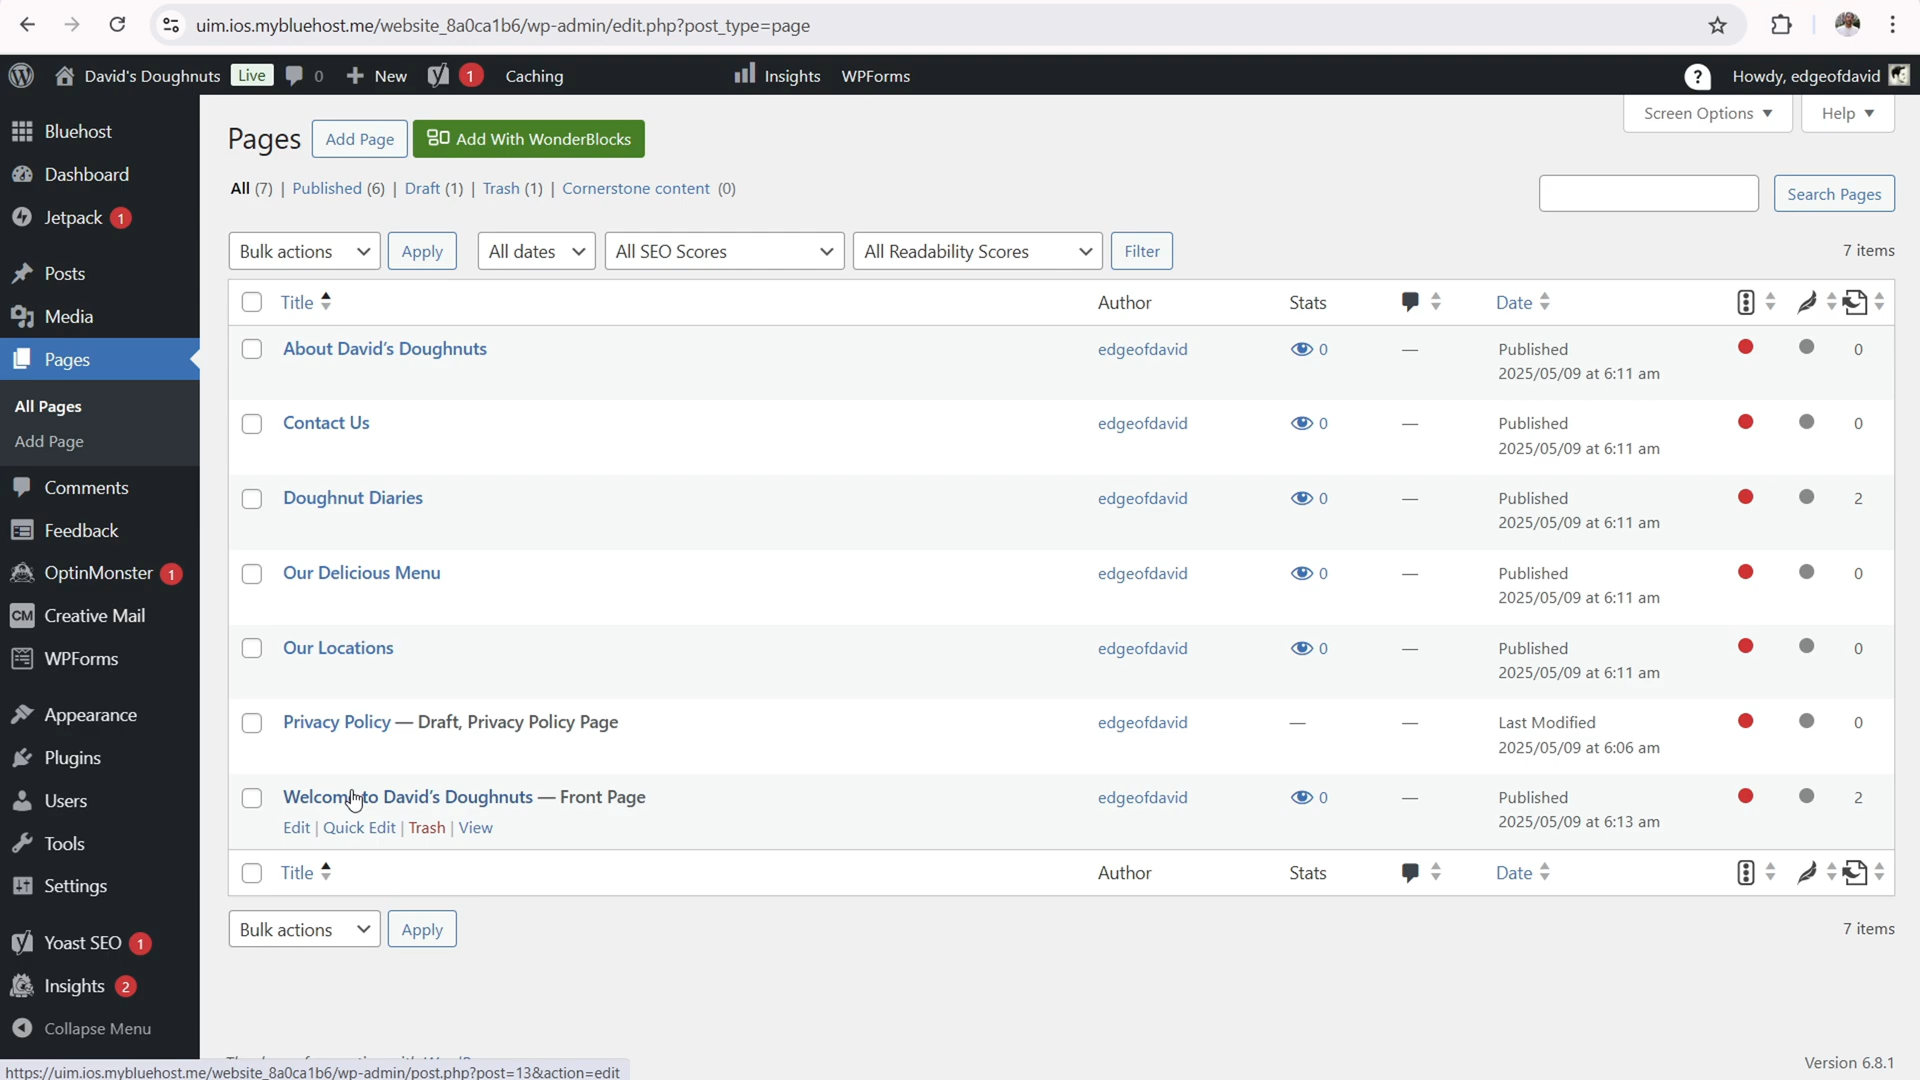 uim.ios.mybluehost.me/website_8a0ca1b6/wp-admin/edit.php?post_type=page
David's Doughnuts Live 0 New 1 Caching Insights WPForms Howdy, edgeofdavid
Bluehost
Dashboard
Jetpack 1
Posts
Media
Pages
All Pages
Add Page
Comments
Feedback
OptinMonster 1
CM Creative Mail
WPForms
Appearance
Plugins
Users
Tools
Settings
Yoast SEO 1
Insights 2
Collapse Menu
Screen Options Help
Pages Add Page Add With WonderBlocks
All (7) | Published (6) | Draft (1) | Trash (1) | Cornerstone content (0)
Search Pages
Bulk actions Apply All dates All SEO Scores All Readability Scores Filter 7 items
Title Author Stats Date
About David's Doughnuts edgeofdavid 0 — Published 0
2025/05/09 at 6:11 am
Contact Us edgeofdavid 0 — Published 0
2025/05/09 at 6:11 am
Doughnut Diaries edgeofdavid 0 — Published 2
2025/05/09 at 6:11 am
Our Delicious Menu edgeofdavid 0 — Published 0
2025/05/09 at 6:11 am
Our Locations edgeofdavid 0 — Published 0
2025/05/09 at 6:11 am
Privacy Policy — Draft, Privacy Policy Page edgeofdavid — — Last Modified 0
2025/05/09 at 6:06 am
Welcome to David's Doughnuts — Front Page edgeofdavid 0 — Published 2
2025/05/09 at 6:13 am
Edit | Quick Edit | Trash | View
Title Author Stats Date
Bulk actions Apply 7 items
Version 6.8.1
https://uim.ios.mybluehost.me/website_8a0ca1b6/wp-admin/post.php?post=13&action=edit